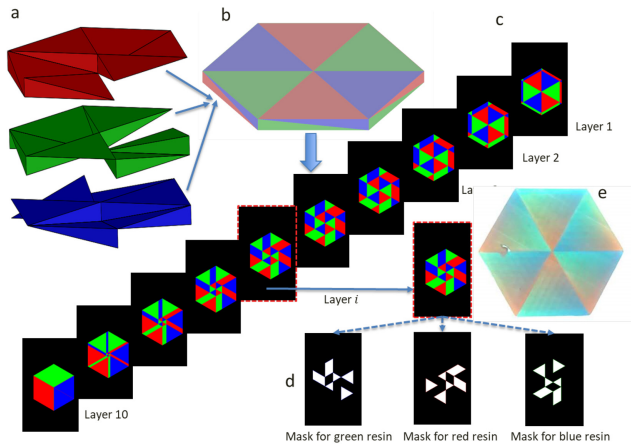 a
b
c
Layer 1
Layer 2
e
Layer i
d
Layer 10
Mask for green resin
Mask for red resin
Mask for blue resin